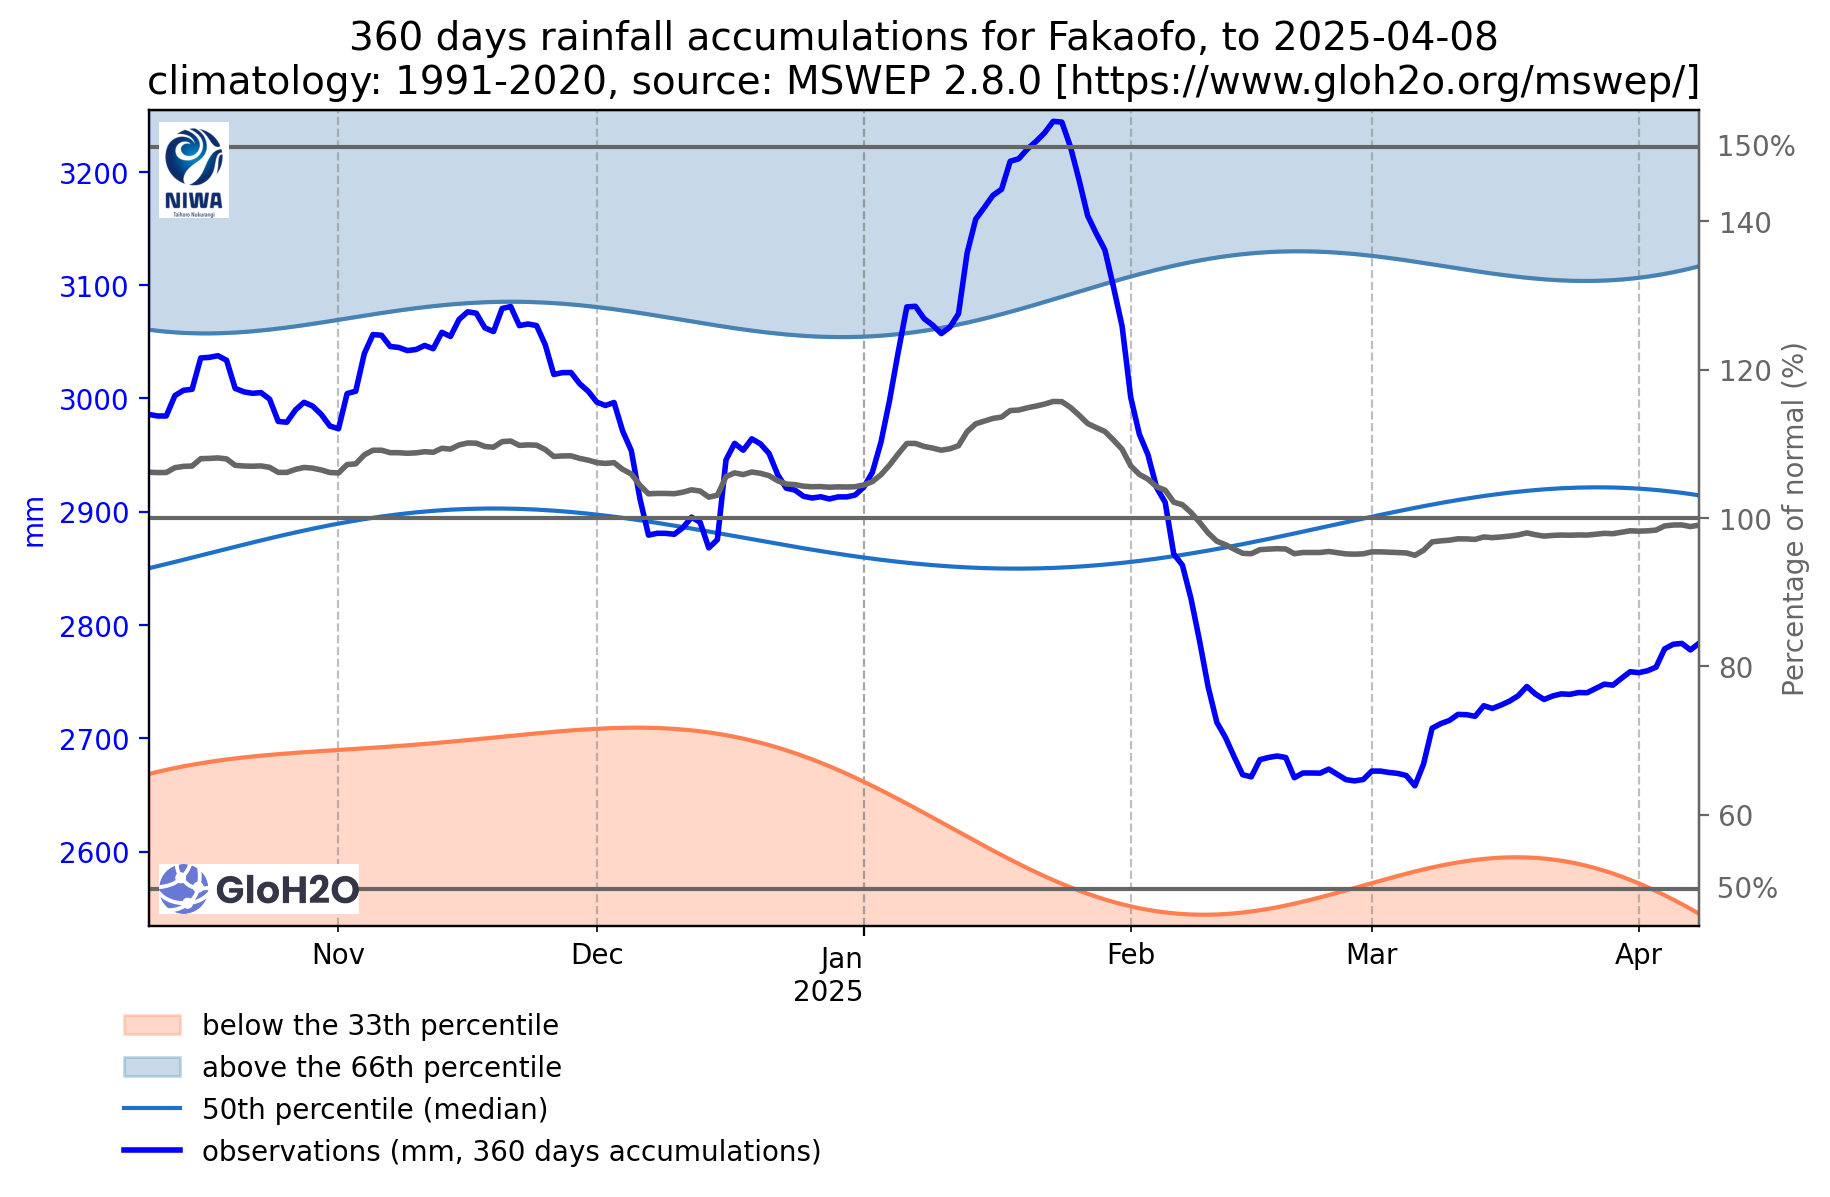 360 days rainfall accumulations for Fakaofo, to 2025-04-08
climatology: 1991-2020, source: MSWEP 2.8.0 [https://www.gloh2o.org/mswep/]
NIWA
Taihoro Nukurangi
3200
3100
3000
2900
2800
2700
2600
mm
150%
140
120
100
80
60
50%
Percentage of normal (%)
GloH2O
Nov
Dec
Jan
2025
Feb
Mar
Apr
below the 33th percentile
above the 66th percentile
50th percentile (median)
observations (mm, 360 days accumulations)